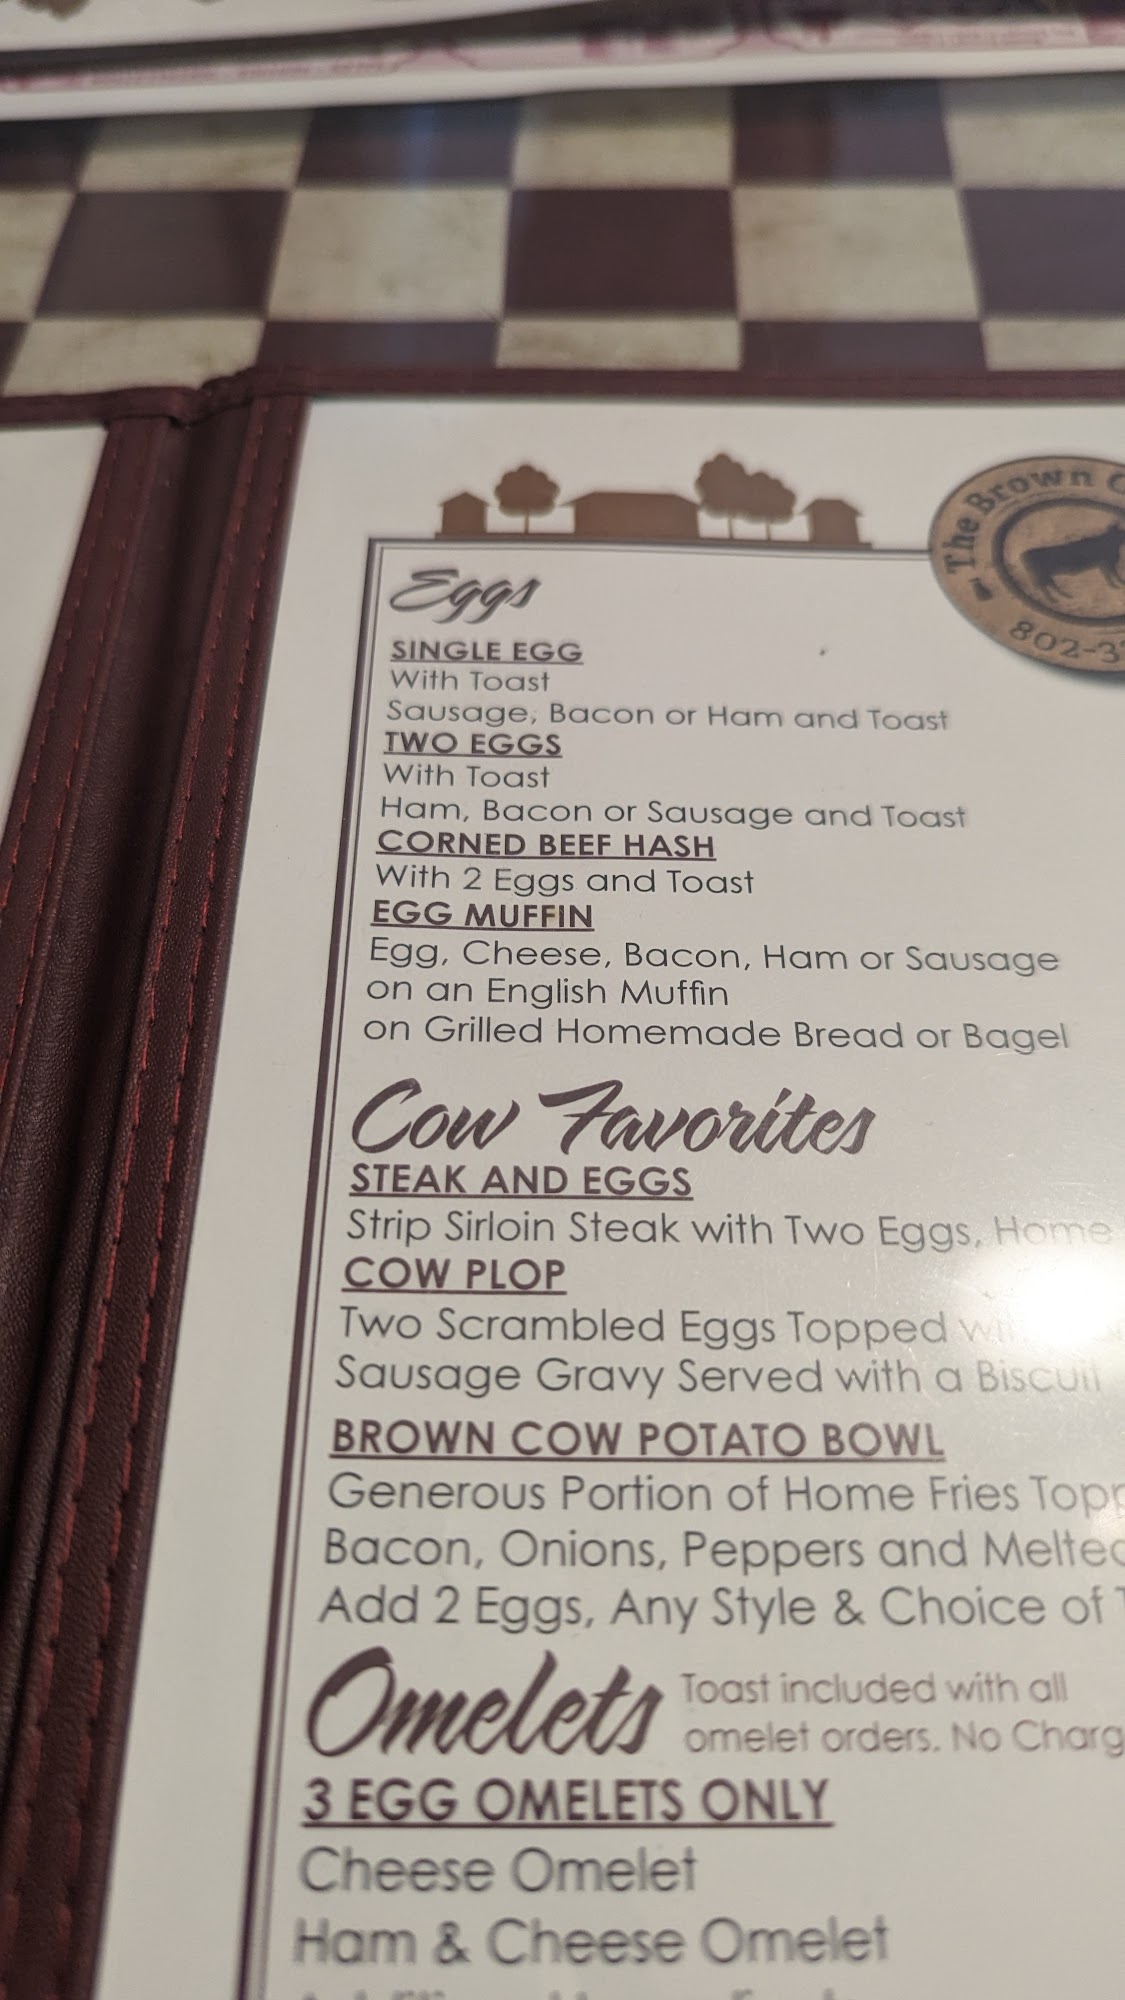 The Brown
802-3
Eggs
SINGLE EGG
With Toast
Sausage, Bacon or Ham and Toast
TWO EGGS
With Toast
Ham, Bacon or Sausage and Toast
CORNED BEEF HASH
With 2 Eggs and Toast
EGG MUFFIN
Egg, Cheese, Bacon, Ham or Sausage
on an English Muffin
on Grilled Homemade Bread or Bagel
Cow Favorites
STEAK AND EGGS
Strip Sirloin Steak with Two Eggs, Home
COW PLOP
Two Scrambled Eggs Topped
Sausage Gravy Served with a Biscuit
BROWN COW POTATO BOWL
Generous Portion of Home Fries Topp
Bacon, Onions, Peppers and Melted
Add 2 Eggs, Any Style & Choice of
Omelets
Toast included with all
omelet orders. No Charg
3 EGG OMELETS ONLY
Cheese Omelet
Ham & Cheese Omelet